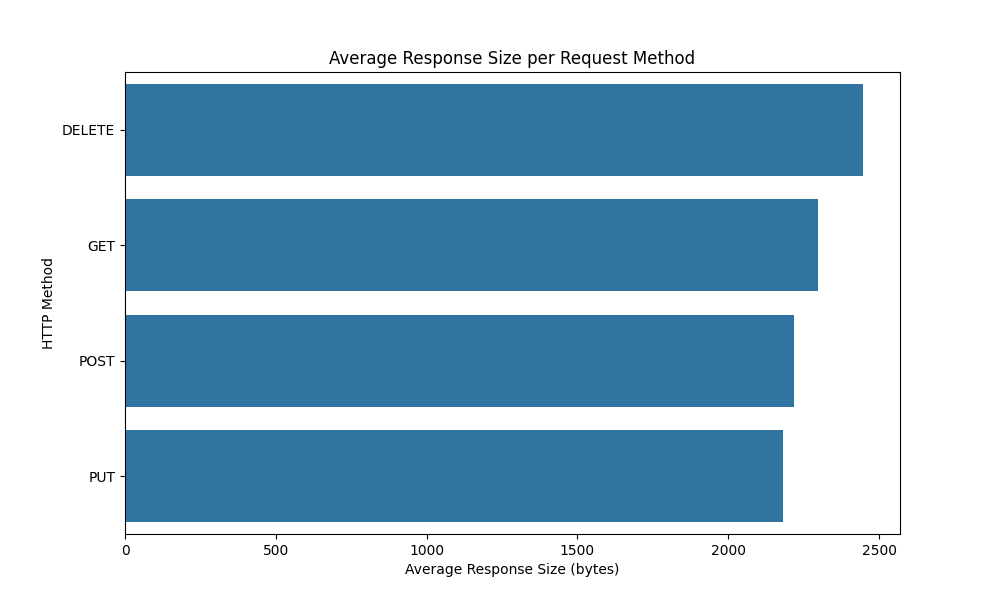 Average Response Size per Request Method
HTTP Method
DELETE
GET
POST
PUT
0 500 1000 1500 2000 2500
Average Response Size (bytes)